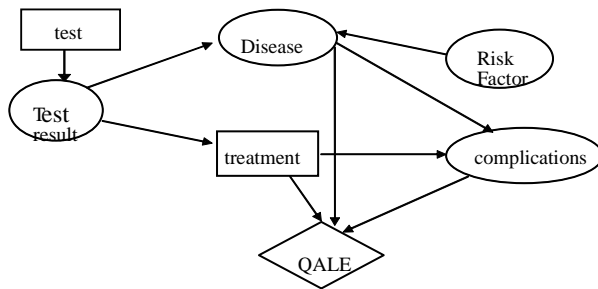 test
Disease
Risk
Factor
Test
result
treatment
complications
QALE